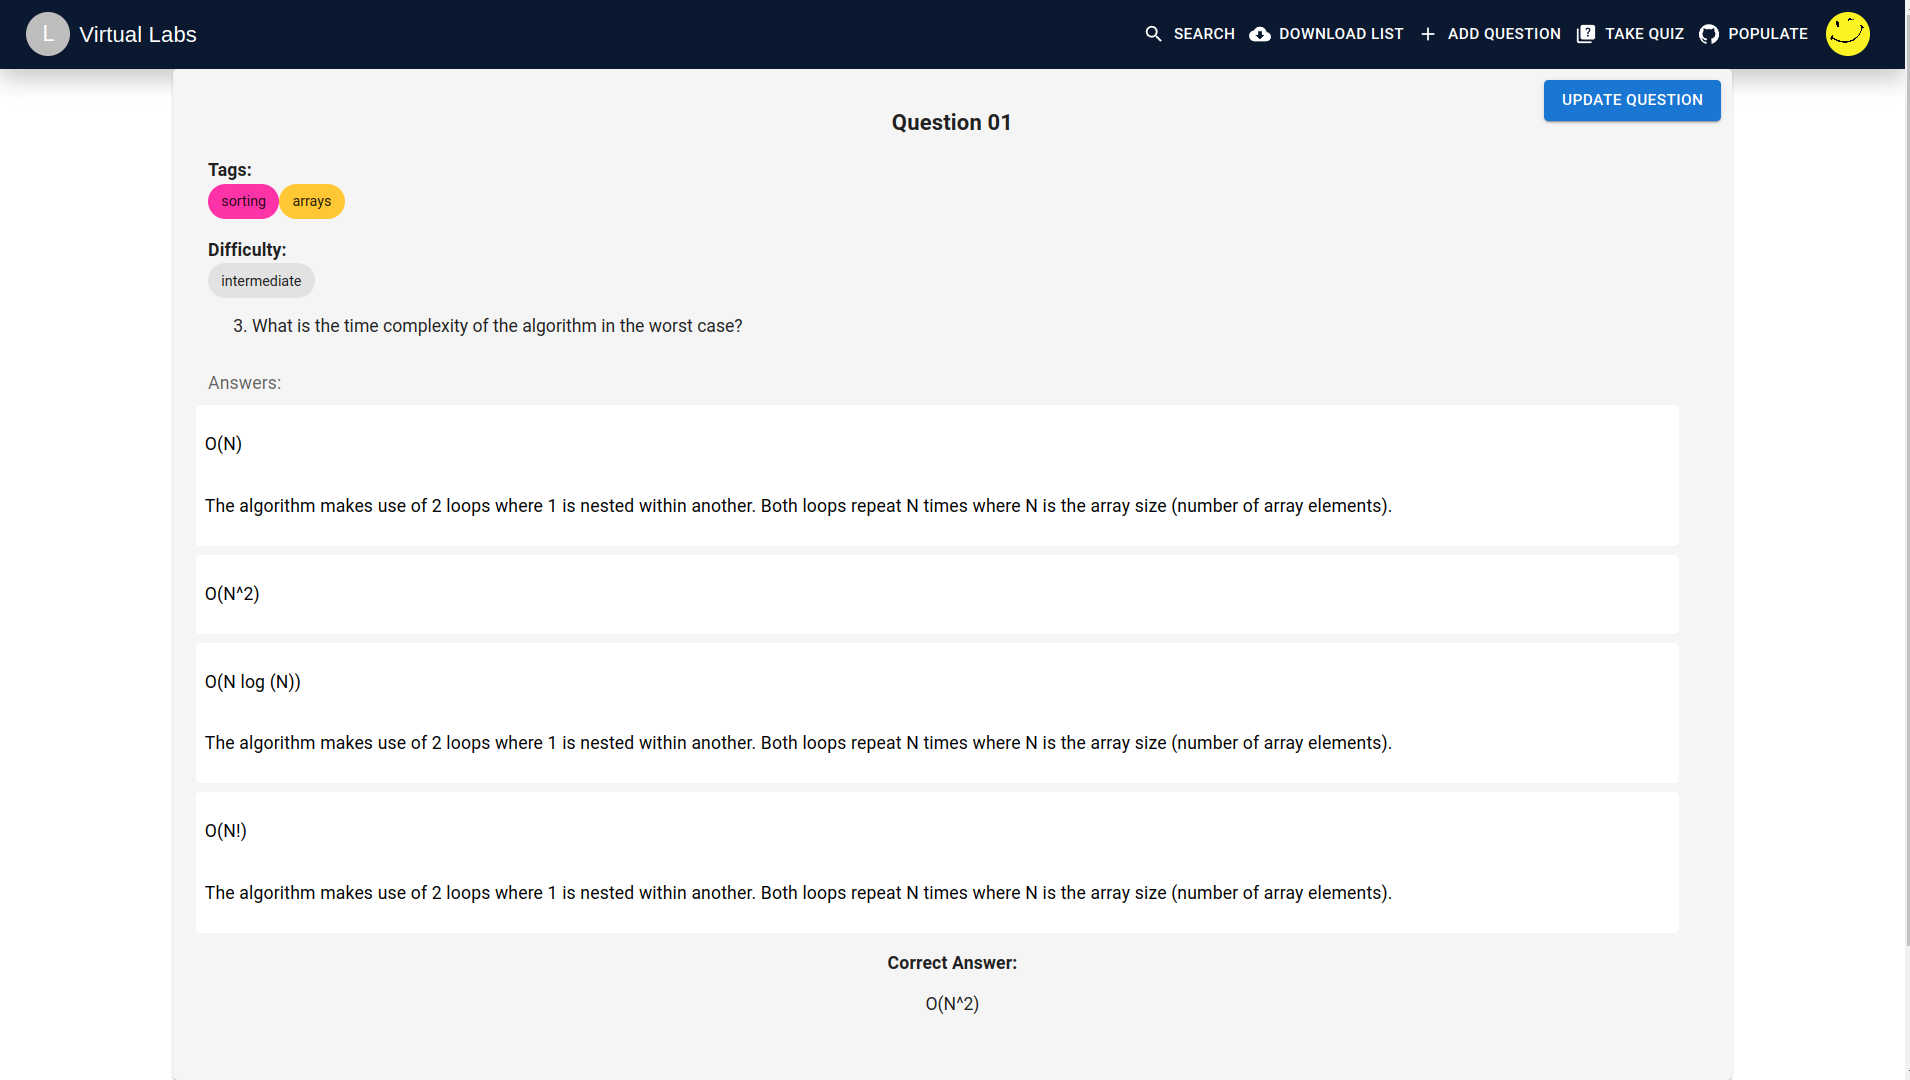 L Virtual Labs SEARCH DOWNLOAD LIST ADD QUESTION ? TAKE QUIZ POPULATE
UPDATE QUESTION
Question 01
Tags:
sorting arrays
Difficulty:
intermediate
3. What is the time complexity of the algorithm in the worst case?
Answers:
O(N)
The algorithm makes use of 2 loops where 1 is nested within another. Both loops repeat N times where N is the array size (number of array elements).
O(N^2)
O(N log (N))
The algorithm makes use of 2 loops where 1 is nested within another. Both loops repeat N times where N is the array size (number of array elements).
O(N!)
The algorithm makes use of 2 loops where 1 is nested within another. Both loops repeat N times where N is the array size (number of array elements).
Correct Answer:
O(N^2)